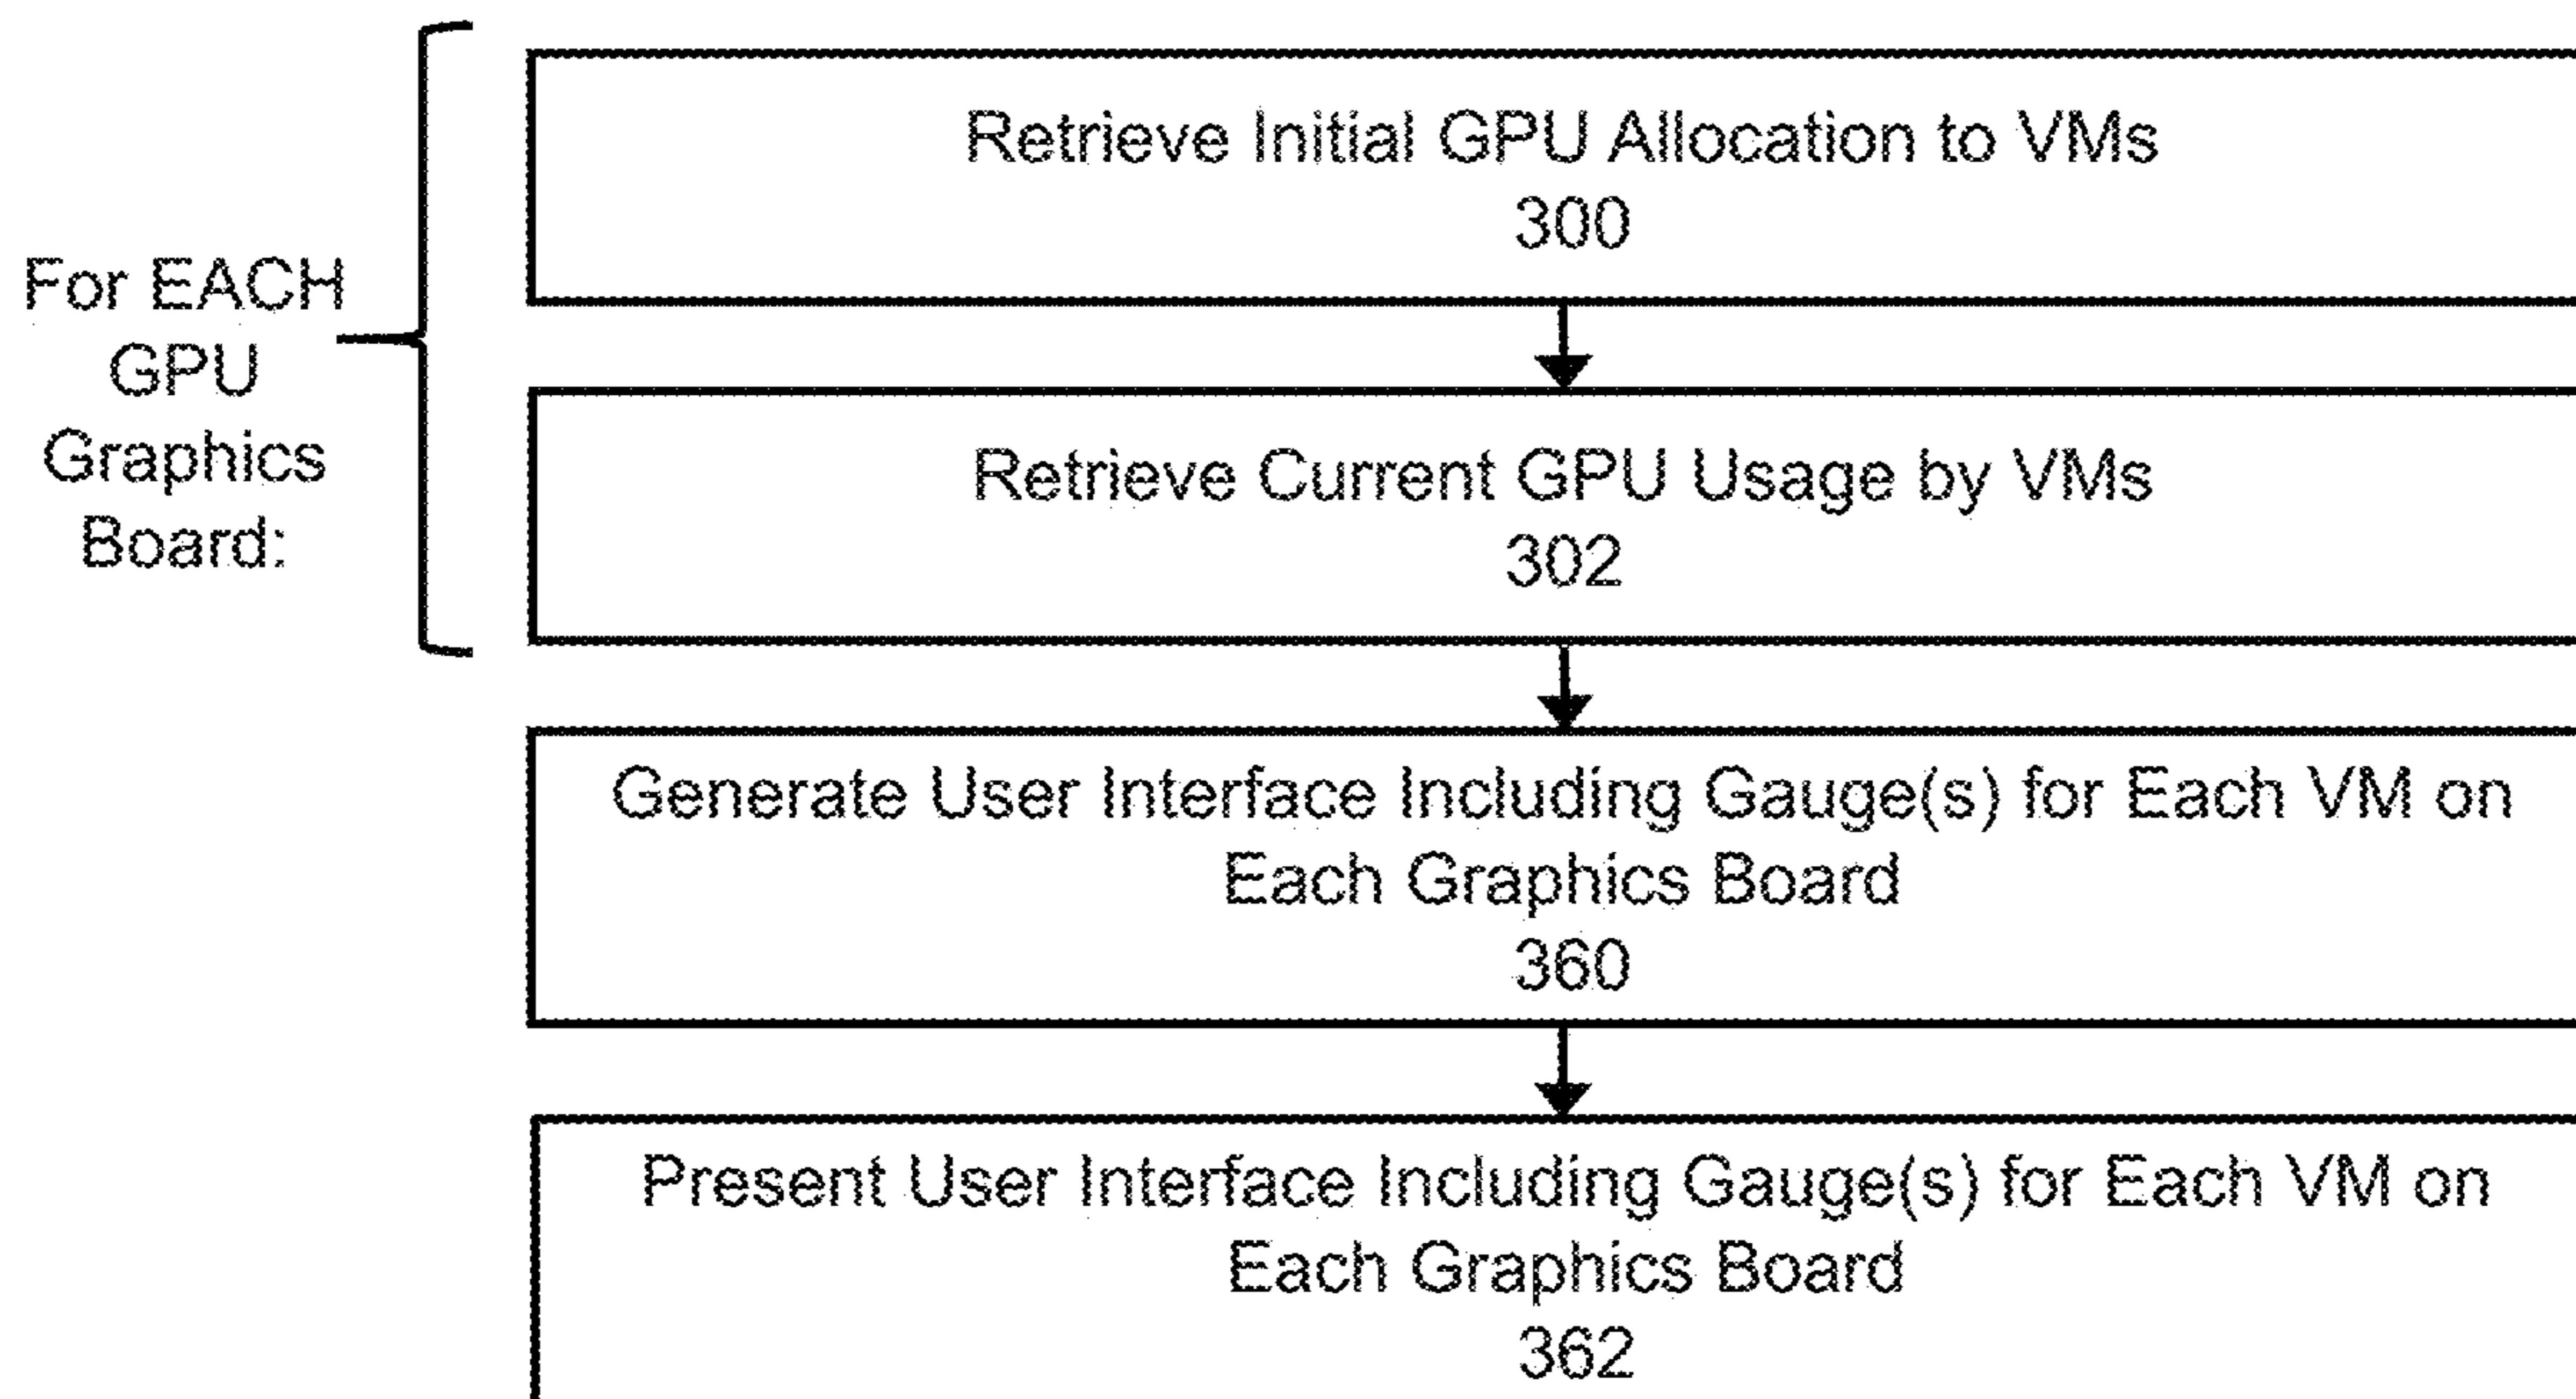 For EACH
GPU
Graphics
Board:
Retrieve Initial GPU Allocation to VMs
300
Retrieve Current GPU Usage by VMs
302
Generate User Interface Including Gauge(s) for Each VM on
Each Graphics Board
360
Present User Interface Including Gauge(s) for Each VM on
Each Graphics Board
362